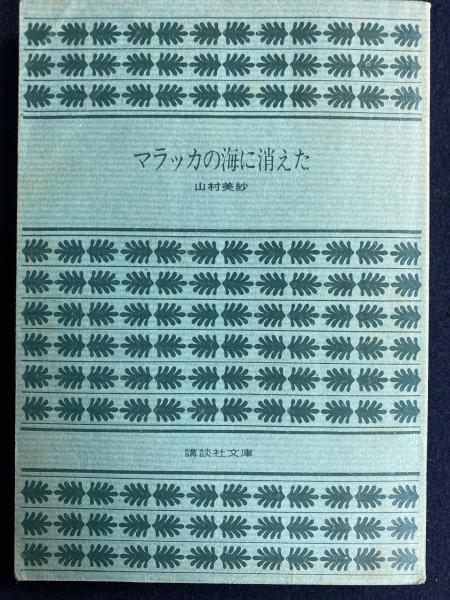 マラッカの海に消えた
山村美紗
講談社文庫